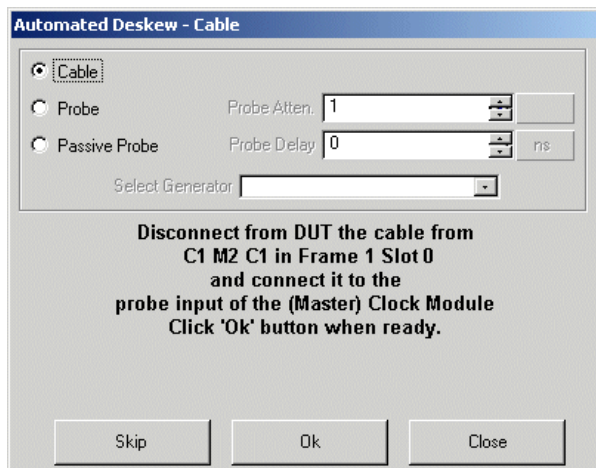 Automated Deskew - Cable
Cable
Probe Probe Atten. 1
Passive Probe Probe Delay 0 ns
Select Generator
Disconnect from DUT the cable from
C1 M2 C1 in Frame 1 Slot 0
and connect it to the
probe input of the (Master) Clock Module
Click 'Ok' button when ready.
Skip Ok Close